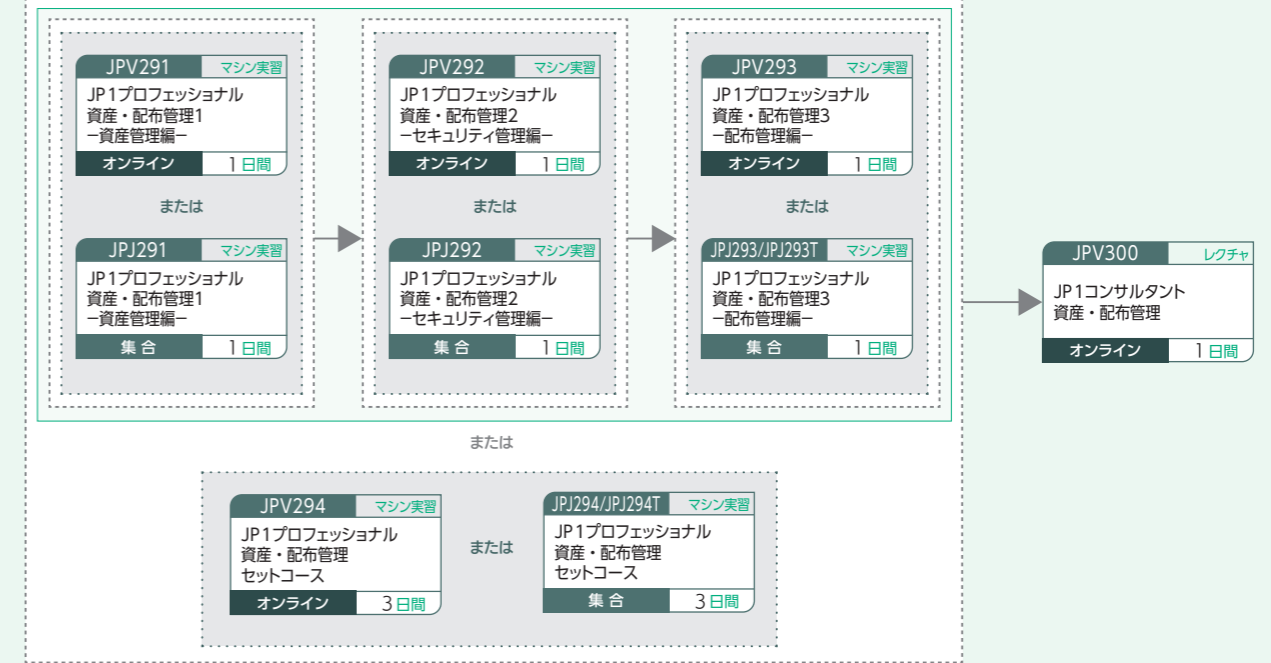 JPV291 マシン実習
JP1プロフェッショナル
資産・配布管理1
−資産管理編−
オンライン 1日間
または
JPJ291 マシン実習
JP1プロフェッショナル
資産・配布管理1
−資産管理編−
集合 1日間
JPV292 マシン実習
JP1プロフェッショナル
資産・配布管理2
−セキュリティ管理編−
オンライン 1日間
または
JPJ292 マシン実習
JP1プロフェッショナル
資産・配布管理2
−セキュリティ管理編−
集合 1日間
JPV293 マシン実習
JP1プロフェッショナル
資産・配布管理3
−配布管理編−
オンライン 1日間
または
JPJ293/JPJ293T マシン実習
JP1プロフェッショナル
資産・配布管理3
−配布管理編−
集合 1日間
または
JPV294 マシン実習
JP1プロフェッショナル
資産・配布管理
セットコース
オンライン 3日間
または
JPJ294/JPJ294T マシン実習
JP1プロフェッショナル
資産・配布管理
セットコース
集合 3日間
JPV300 レクチャ
JP1コンサルタント
資産・配布管理
オンライン 1日間